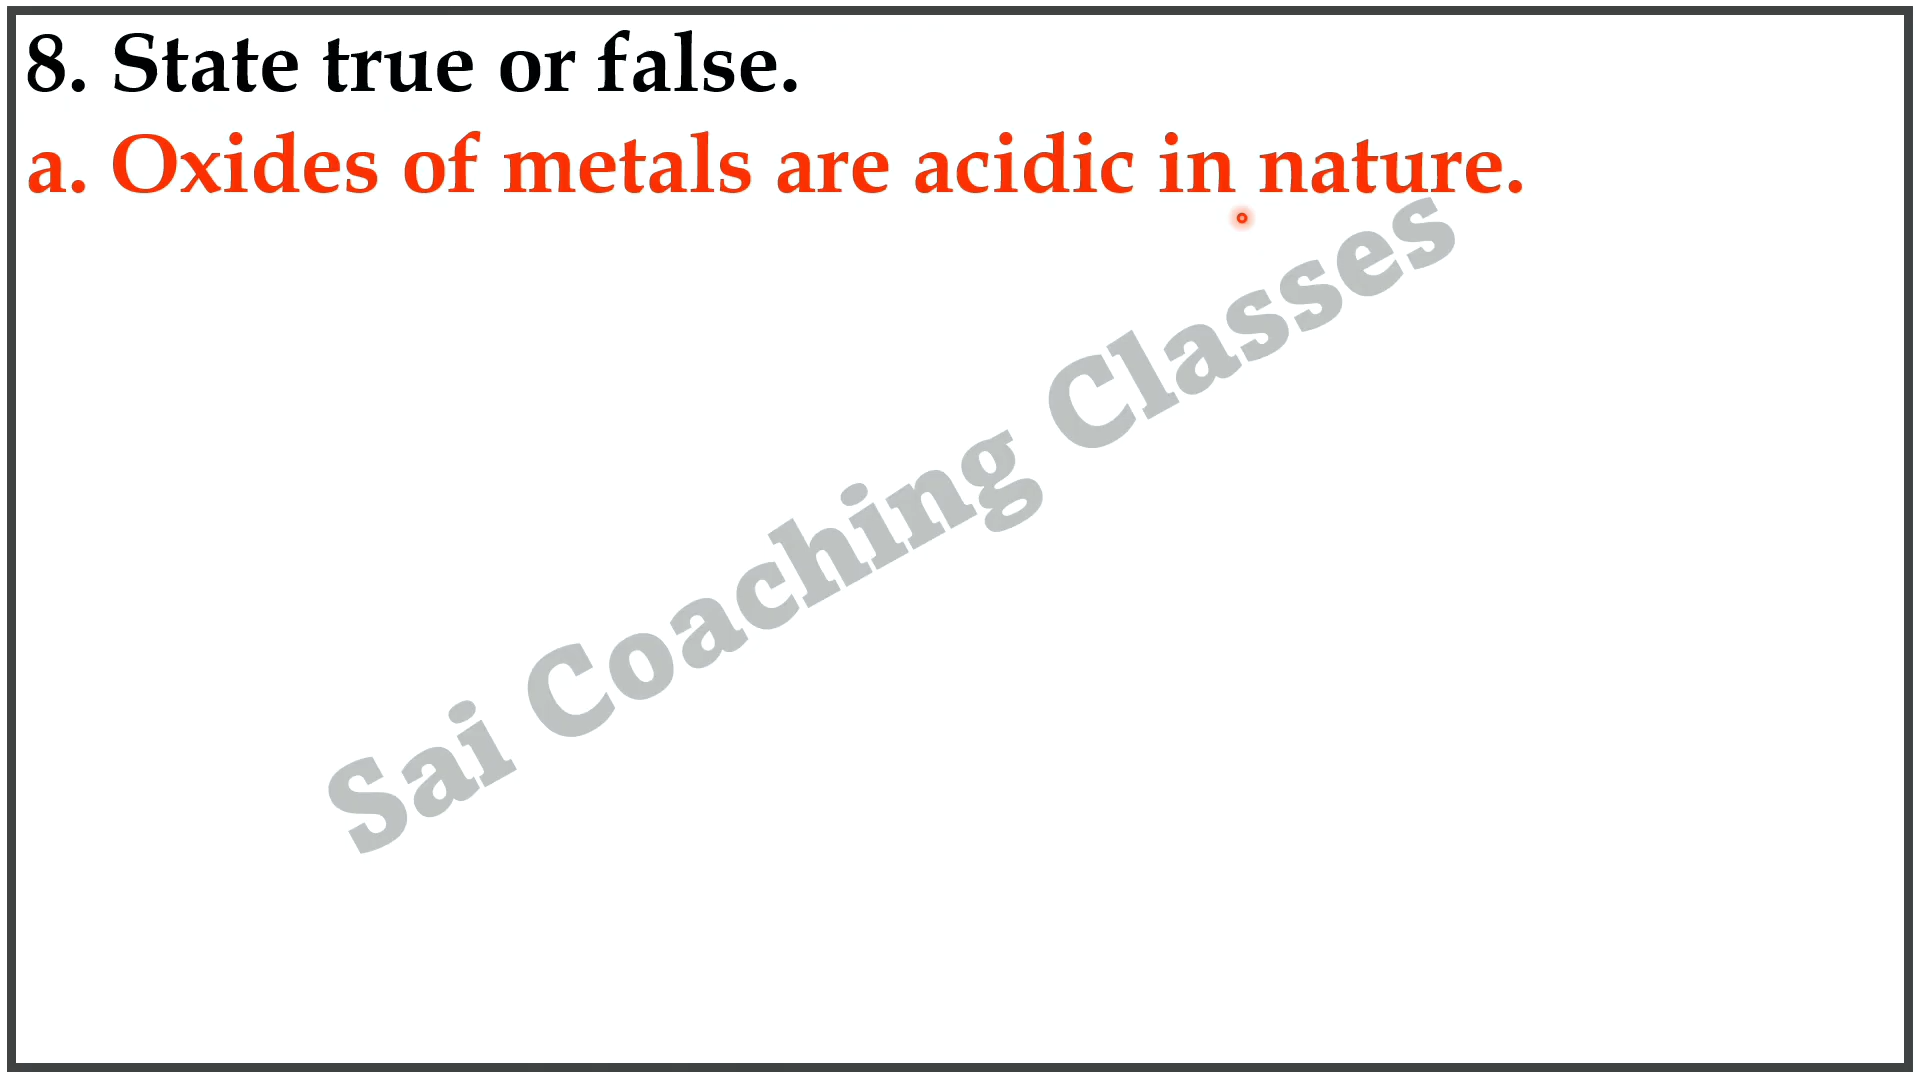 8. State true or false.
a. Oxides of metals are acidic in nature.
Sai Coaching Classes